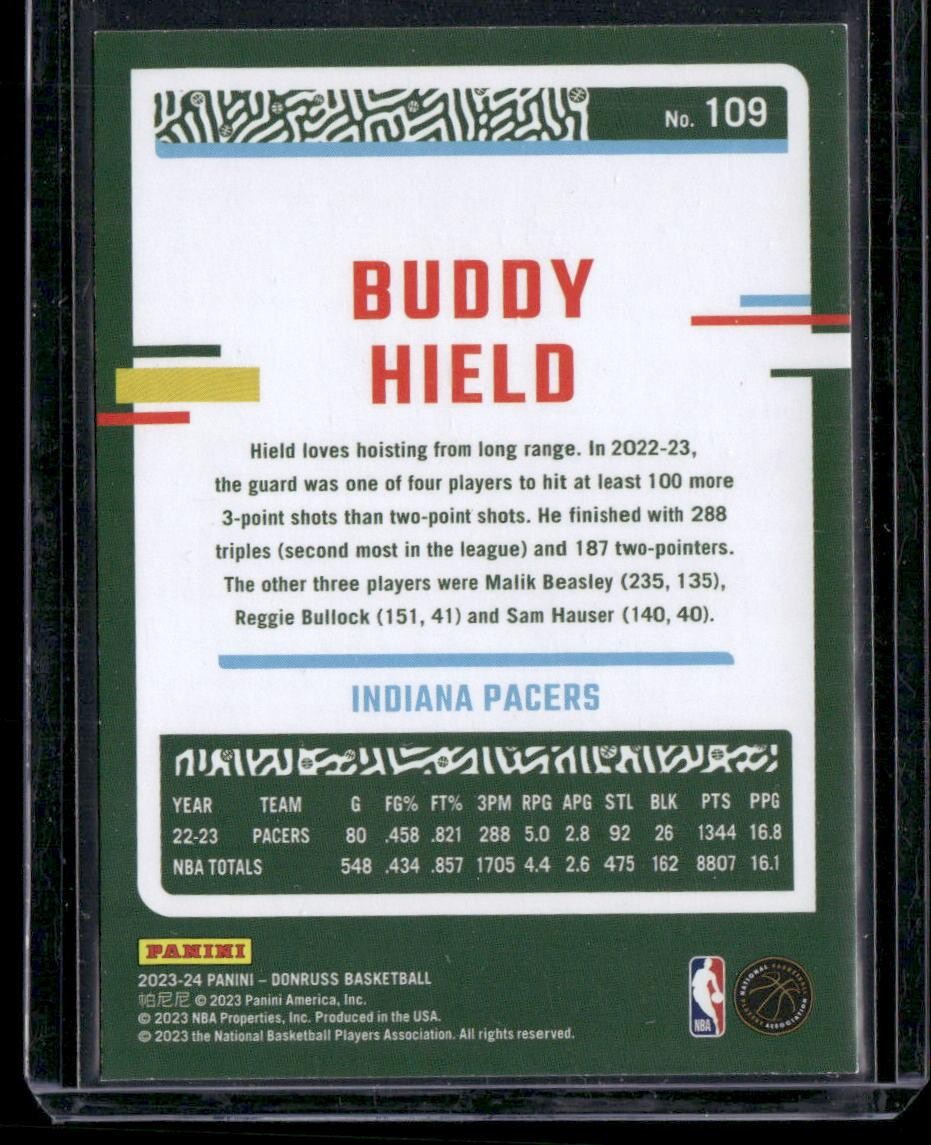 No. 109
BUDDY
HIELD
Hield loves hoisting from long range. In 2022-23,
the guard was one of four players to hit at least 100 more
3-point shots than two-point shots. He finished with 288
triples (second most in the league) and 187 two-pointers.
The other three players were Malik Beasley (235, 135),
Reggie Bullock (151, 41) and Sam Hauser (140, 40).
INDIANA PACERS
YEAR TEAM G FG% FT% 3PM RPG APG STL BLK PTS PPG
22-23 PACERS 80 .458 .821 288 5.0 2.8 92 26 1344 16.8
NBA TOTALS 548 .434 .857 1705 4.4 2.6 475 162 8807 16.1
PANINI
2023-24 PANINI – DONRUSS BASKETBALL
帕尼尼 © 2023 Panini America, Inc.
© 2023 NBA Properties, Inc. Produced in the USA.
© 2023 the National Basketball Players Association. All rights reserved.
NBA
NATIONAL BASKETBALL
PLAYERS ASSOCIATION